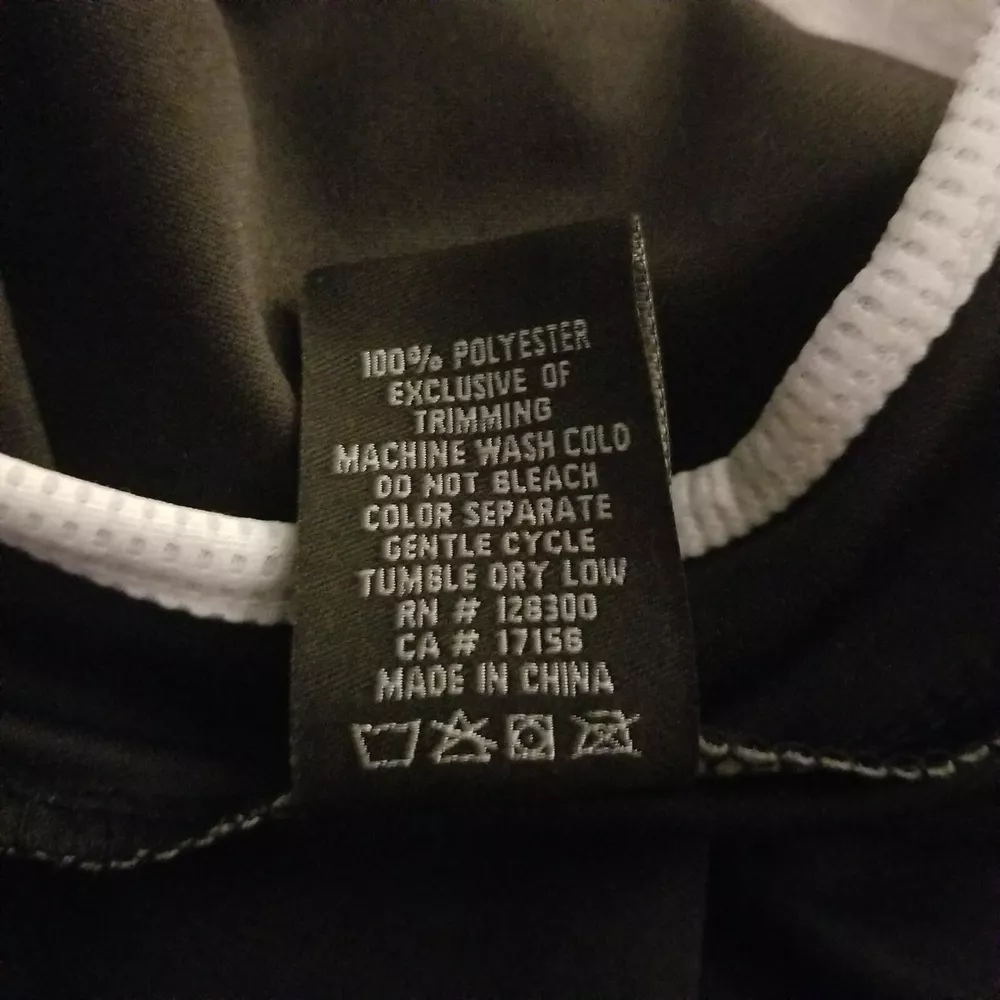 100% POLYESTER
EXCLUSIVE OF
TRIMMING
MACHINE WASH COLD
DO NOT BLEACH
COLOR SEPARATE
GENTLE CYCLE
TUMBLE DRY LOW
RN # 128300
CA # 17156
MADE IN CHINA